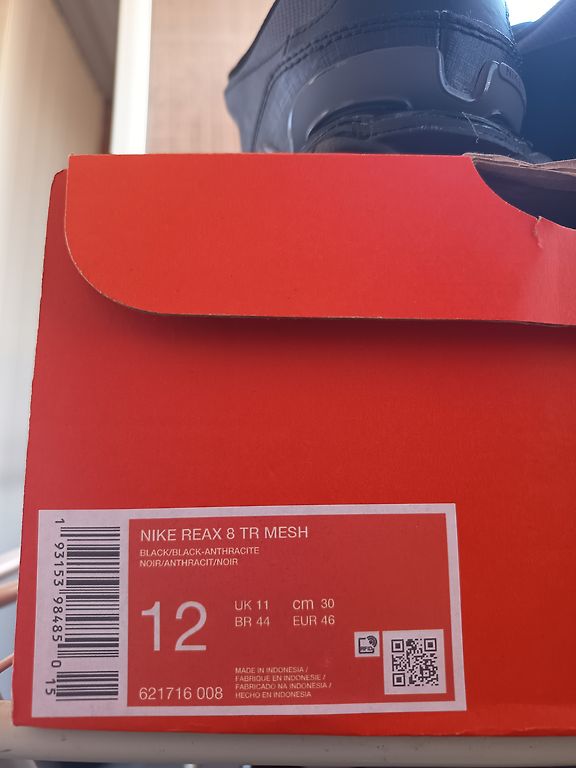 NIKE REAX 8 TR MESH
BLACK/BLACK-ANTHRACITE
NOIR/ANTHRACIT/NOIR
12
UK 11 cm 30
BR 44 EUR 46
RFID
621716 008
MADE IN INDONESIA /
FABRIQUE EN INDONESIE /
FABRICADO NA INDONESIA /
HECHO EN INDONESIA
1 93153 98485 0 15